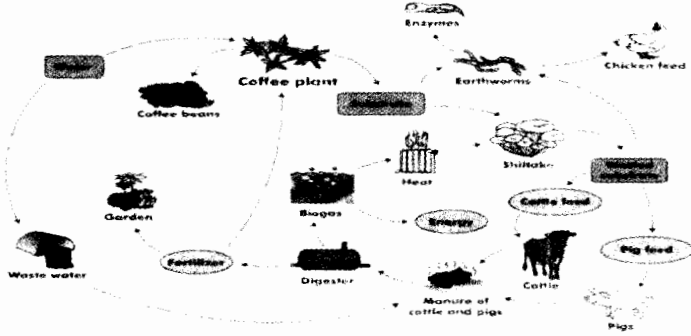 Enzymes
Chicken feed
Earthworms
Coffee plant
Coffee beans
Heat
Shiitake
Cattle feed
Garden
Biogas
Energy
Pig feed
Waste water
Fertilizer
Digester
Cattle
Manure of
cattle and pigs
Pigs